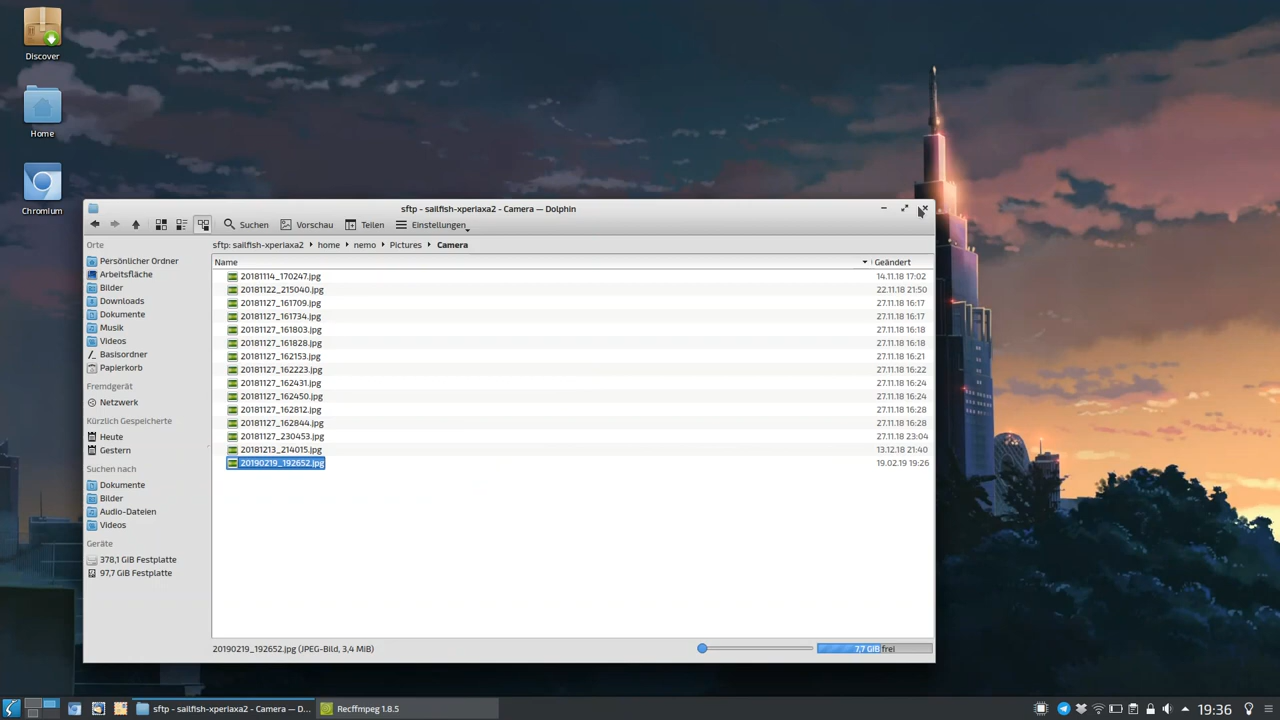 Discover
Home
Chromium
sftp - sailfish-xperiaxa2 - Camera — Dolphin
Suchen
Vorschau
Teilen
Einstellungen
sftp: sailfish-xperiaxa2
home
nemo
Pictures
Camera
Orte
Persönlicher Ordner
Arbeitsfläche
Bilder
Downloads
Dokumente
Musik
Videos
Basisordner
Papierkorb
Fremdgerät
Netzwerk
Kürzlich Gespeicherte
Heute
Gestern
Suchen nach
Dokumente
Bilder
Audio-Dateien
Videos
Geräte
378,1 GiB Festplatte
97,7 GiB Festplatte
Name Geändert
20181114_170247.jpg 14.11.18 17:02
20181122_215040.jpg 22.11.18 21:50
20181127_161709.jpg 27.11.18 16:17
20181127_161734.jpg 27.11.18 16:17
20181127_161803.jpg 27.11.18 16:18
20181127_161828.jpg 27.11.18 16:18
20181127_162153.jpg 27.11.18 16:21
20181127_162223.jpg 27.11.18 16:22
20181127_162431.jpg 27.11.18 16:24
20181127_162450.jpg 27.11.18 16:24
20181127_162812.jpg 27.11.18 16:28
20181127_162844.jpg 27.11.18 16:28
20181127_230453.jpg 27.11.18 23:04
20181213_214015.jpg 13.12.18 21:40
20190219_192652.jpg 19.02.19 19:26
20190219_192652.jpg (JPEG-Bild, 3,4 MiB)
7,7 GiB frei
sftp - sailfish-xperiaxa2 - Camera — D...
Recffmpeg 1.8.5
19:36